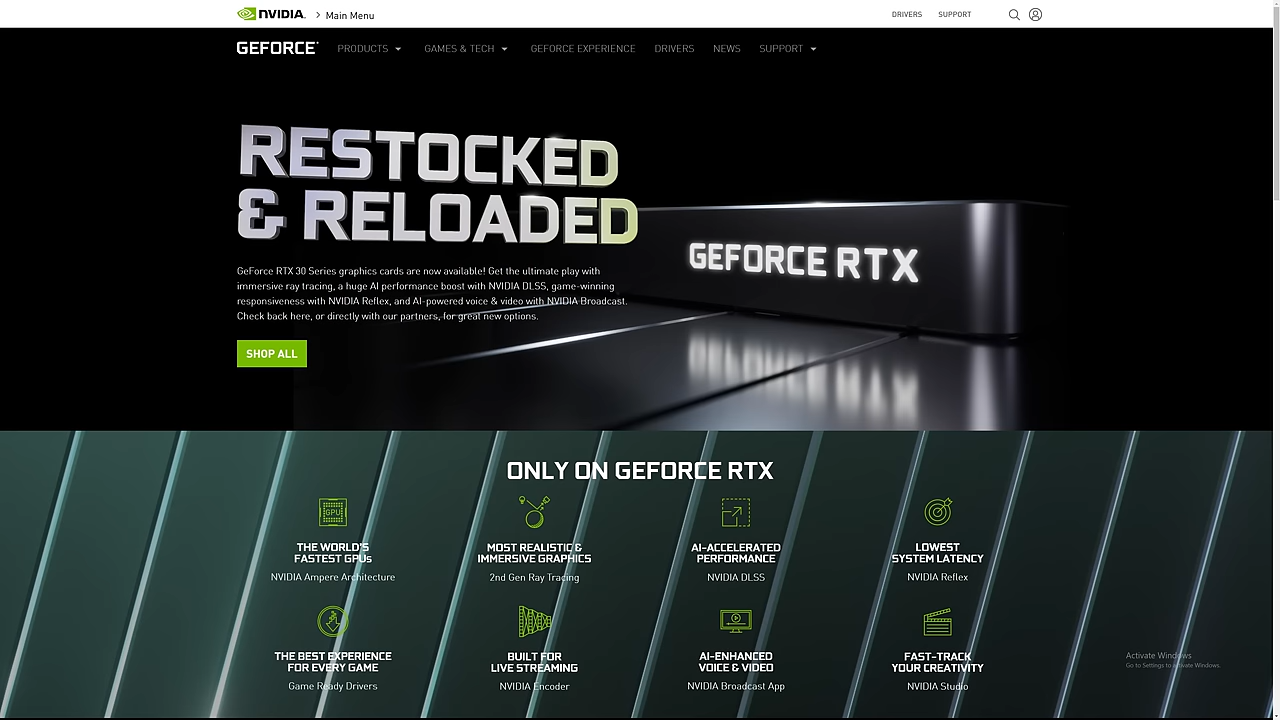 NVIDIA.
Main Menu
DRIVERS
SUPPORT
GEFORCE
PRODUCTS
GAMES & TECH
GEFORCE EXPERIENCE
DRIVERS
NEWS
SUPPORT
RESTOCKED
& RELOADED
GeForce RTX 30 Series graphics cards are now available! Get the ultimate play with
immersive ray tracing, a huge AI performance boost with NVIDIA DLSS, game-winning
responsiveness with NVIDIA Reflex, and AI-powered voice & video with NVIDIA Broadcast.
Check back here, or directly with our partners, for great new options.
SHOP ALL
GEFORCE RTX
ONLY ON GEFORCE RTX
GPU
THE WORLD'S
FASTEST GPUs
NVIDIA Ampere Architecture
MOST REALISTIC &
IMMERSIVE GRAPHICS
2nd Gen Ray Tracing
AI-ACCELERATED
PERFORMANCE
NVIDIA DLSS
LOWEST
SYSTEM LATENCY
NVIDIA Reflex
THE BEST EXPERIENCE
FOR EVERY GAME
Game Ready Drivers
BUILT FOR
LIVE STREAMING
NVIDIA Encoder
AI-ENHANCED
VOICE & VIDEO
NVIDIA Broadcast App
FAST-TRACK
YOUR CREATIVITY
NVIDIA Studio
Activate Windows
Go to Settings to activate Windows.